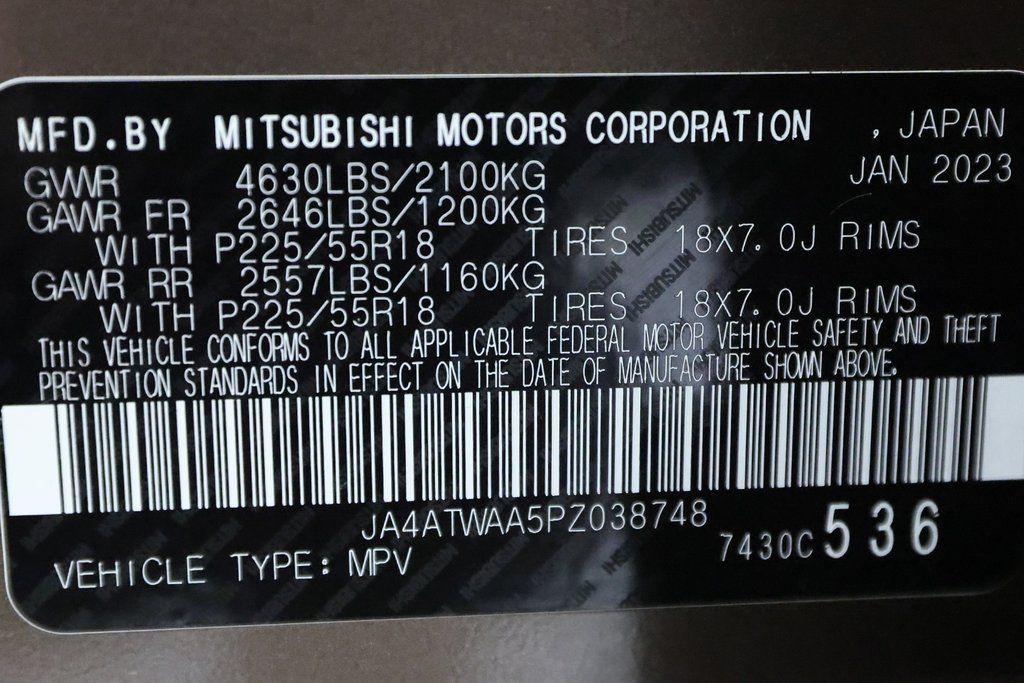 MFD.BY MITSUBISHI MOTORS CORPORATION , JAPAN
JAN 2023
GVWR 4630LBS/2100KG
GAWR FR 2646LBS/1200KG
WITH P225/55R18 TIRES 18X7.0J RIMS
GAWR RR 2557LBS/1160KG
WITH P225/55R18 TIRES 18X7.0J RIMS
THIS VEHICLE CONFORMS TO ALL APPLICABLE FEDERAL MOTOR VEHICLE SAFETY AND THEFT
PREVENTION STANDARDS IN EFFECT ON THE DATE OF MANUFACTURE SHOWN ABOVE.
JA4ATWAA5PZ038748
7430C 536
VEHICLE TYPE: MPV